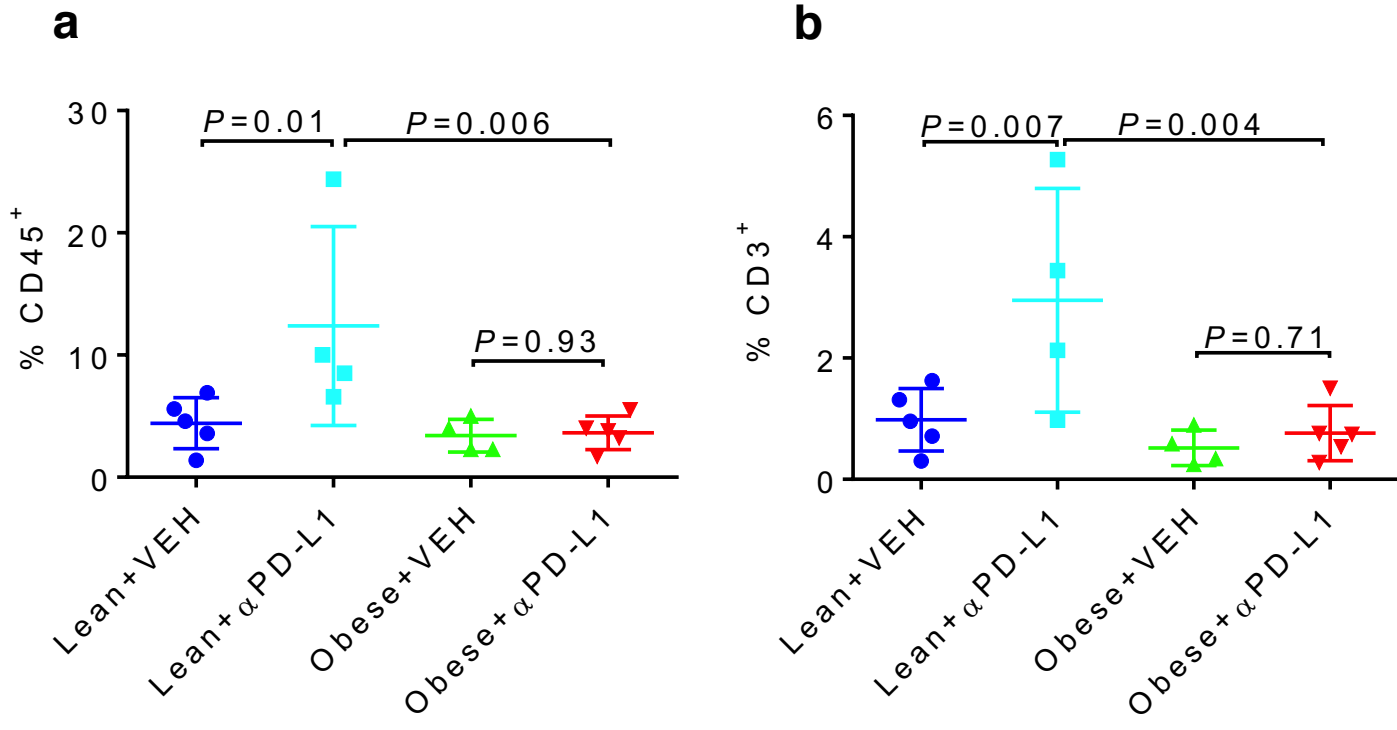 a
30
20
10
0
% CD45+
P=0.01
P=0.006
P=0.93
Lean+VEH
Lean+αPD-L1
Obese+VEH
Obese+αPD-L1
b
6
4
2
0
% CD3+
P=0.007
P=0.004
P=0.71
Lean+VEH
Lean+αPD-L1
Obese+VEH
Obese+αPD-L1